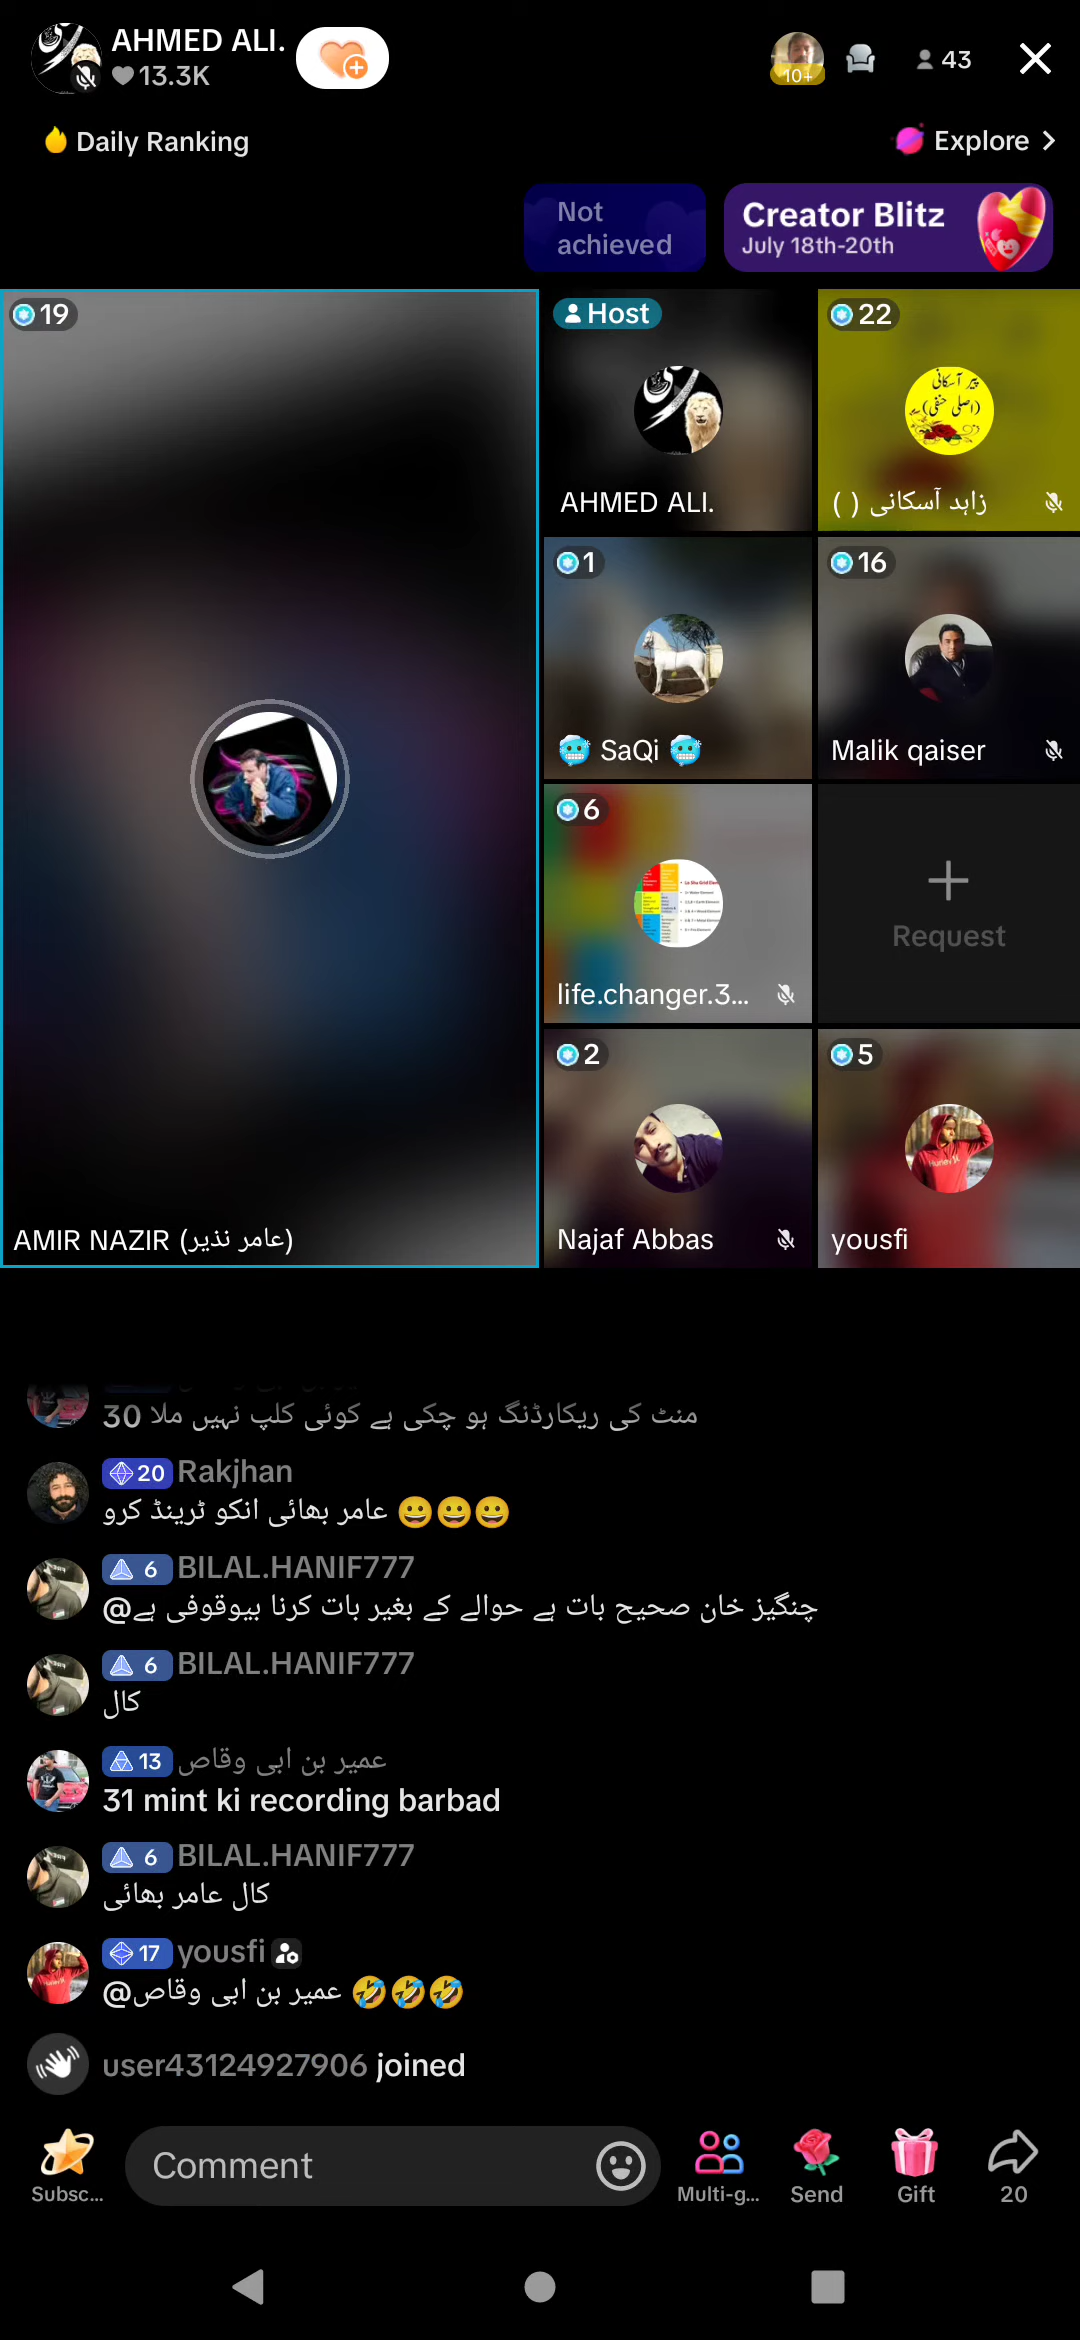 AHMED ALI.
13.3K
10+
43
Daily Ranking
Explore
Not
achieved
Creator Blitz
July 18th-20th
19
AMIR NAZIR (عامر نذیر)
Host
AHMED ALI.
22
پیر آسکانی
(اصلی حنفی)
زاہد آسکانی ( )
1
SaQi
16
Malik qaiser
6
life.changer.3...
Request
2
Najaf Abbas
5
yousfi
30 منٹ کی ریکارڈنگ ہو چکی ہے کوئی کلپ نہیں ملا
20 Rakjhan
عامر بھائی انکو ٹرینڈ کرو 😀😀😀
6 BILAL.HANIF777
@چنگیز خان صحیح بات ہے حوالے کے بغیر بات کرنا بیوقوفی ہے
6 BILAL.HANIF777
کال
13 عمیر بن ابی وقاص
31 mint ki recording barbad
6 BILAL.HANIF777
کال عامر بھائی
17 yousfi
@عمیر بن ابی وقاص 🤣🤣🤣
user43124927906 joined
Subsc...
Comment
Multi-g...
Send
Gift
20